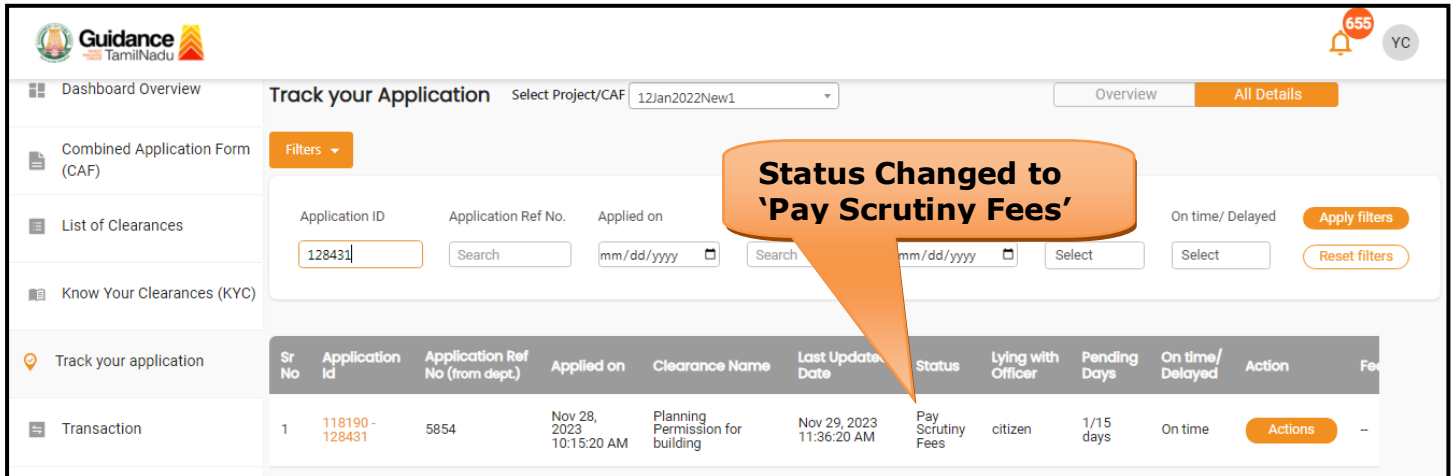 Guidance
TamilNadu
655
YC
Dashboard Overview
Track your Application
Select Project/CAF
12Jan2022New1
Overview
All Details
Combined Application Form
(CAF)
Filters
Status Changed to
‘Pay Scrutiny Fees’
List of Clearances
Application ID
Application Ref No.
Applied on
On time/ Delayed
Apply filters
128431
Search
mm/dd/yyyy
Search
mm/dd/yyyy
Select
Select
Reset filters
Know Your Clearances (KYC)
Track your application
Sr
No
Application
Id
Application Ref
No (from dept.)
Applied on
Clearance Name
Last Updated
Date
Status
Lying with
Officer
Pending
Days
On time/
Delayed
Action
Transaction
1
118190 -
128431
5854
Nov 28,
2023
10:15:20 AM
Planning
Permission for
building
Nov 29, 2023
11:36:20 AM
Pay
Scrutiny
Fees
citizen
1/15
days
On time
Actions
--